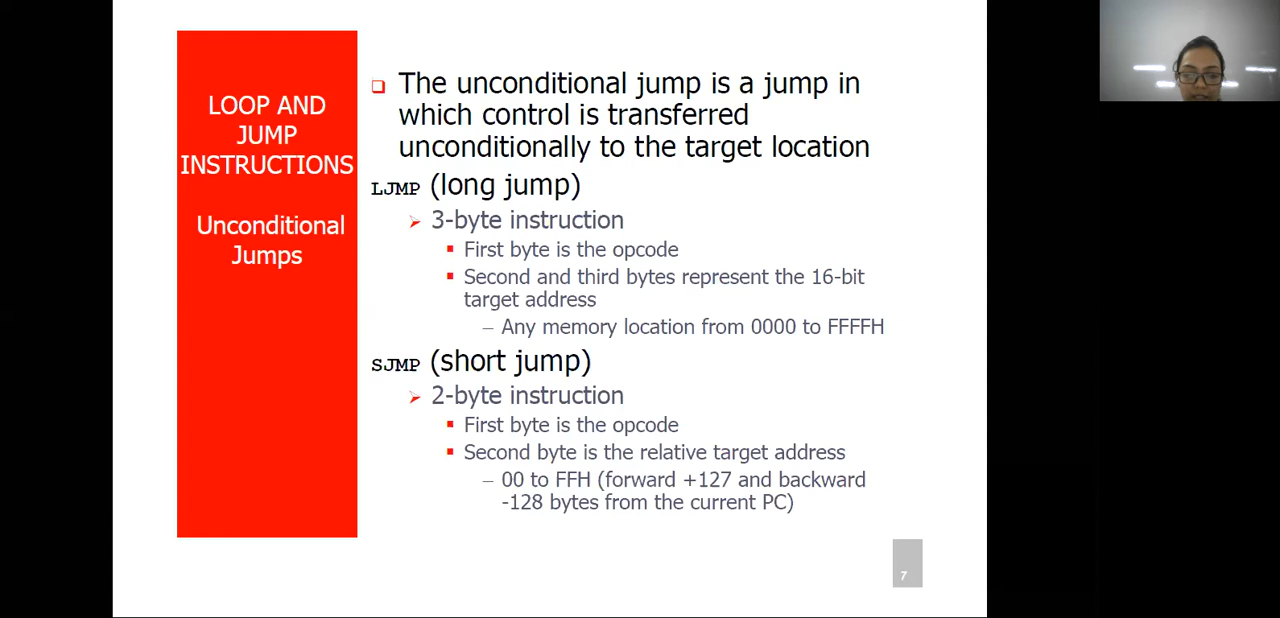 LOOP AND
JUMP
INSTRUCTIONS
Unconditional
Jumps
❑ The unconditional jump is a jump in
which control is transferred
unconditionally to the target location
LJMP (long jump)
➢ 3-byte instruction
▪ First byte is the opcode
▪ Second and third bytes represent the 16-bit
target address
– Any memory location from 0000 to FFFFH
SJMP (short jump)
➢ 2-byte instruction
▪ First byte is the opcode
▪ Second byte is the relative target address
– 00 to FFH (forward +127 and backward
-128 bytes from the current PC)
7